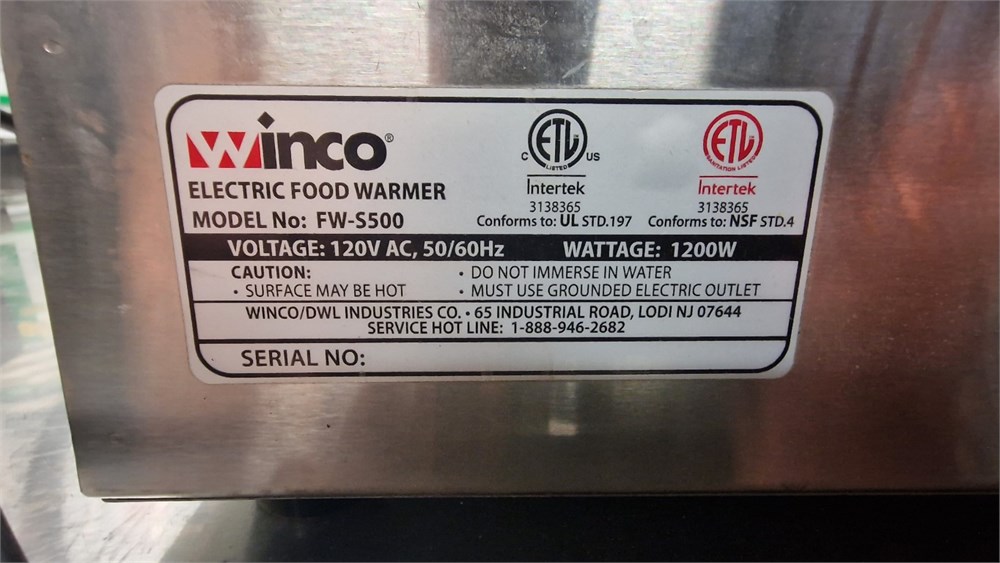 Winco®
ELECTRIC FOOD WARMER
MODEL No: FW-S500
C ETL US
LISTED
Intertek
3138365
Conforms to: UL STD.197
ETL
SANITATION LISTED
Intertek
3138365
Conforms to: NSF STD.4
VOLTAGE: 120V AC, 50/60Hz WATTAGE: 1200W
CAUTION:
• SURFACE MAY BE HOT
• DO NOT IMMERSE IN WATER
• MUST USE GROUNDED ELECTRIC OUTLET
WINCO/DWL INDUSTRIES CO. • 65 INDUSTRIAL ROAD, LODI NJ 07644
SERVICE HOT LINE: 1-888-946-2682
SERIAL NO: